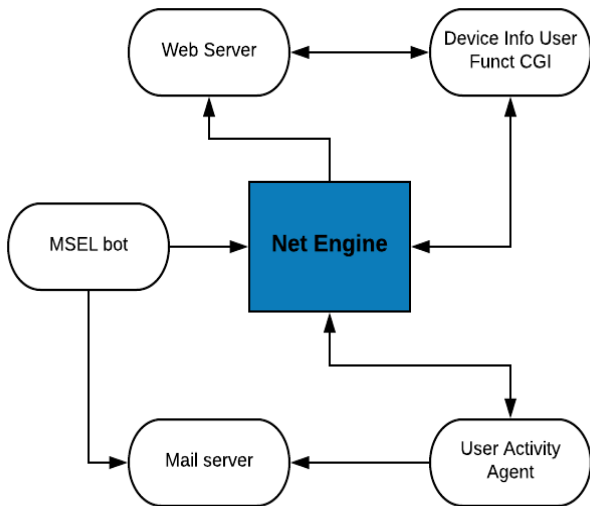 Web Server
Device Info User
Funct CGI
MSEL bot
Net Engine
Mail server
User Activity
Agent